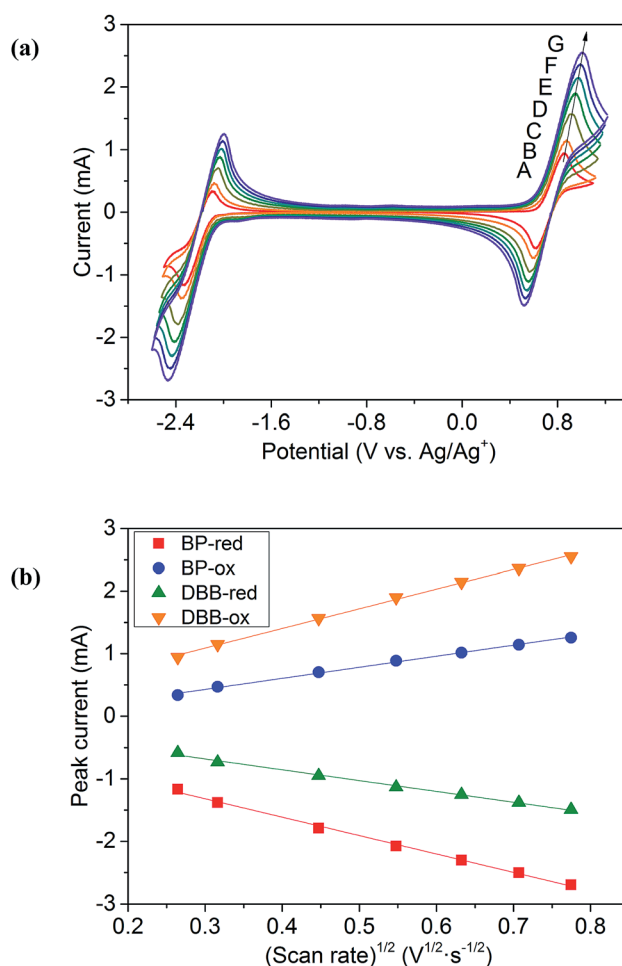 (a)
3
2
1
0
-1
-2
-3
Current (mA)
G
F
E
D
C
B
A
-2.4
-1.6
-0.8
0.0
0.8
Potential (V vs. Ag/Ag⁺)
(b)
3
2
1
0
-1
-2
-3
Peak current (mA)
BP-red
BP-ox
DBB-red
DBB-ox
0.2
0.3
0.4
0.5
0.6
0.7
0.8
(Scan rate)¹/² (V¹/²·s⁻¹/²)